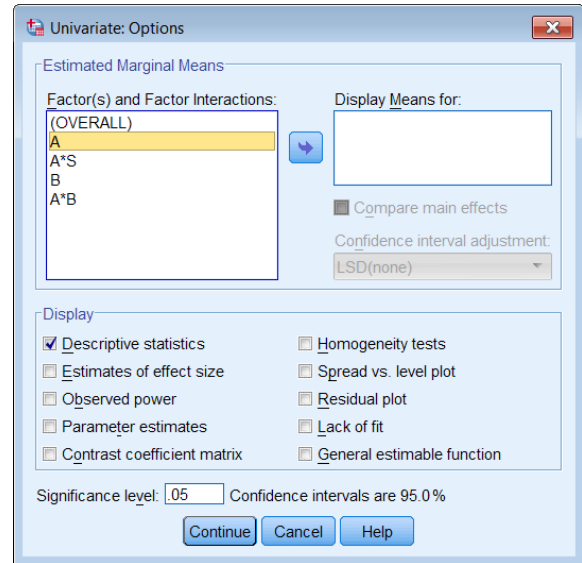 Univariate: Options
Estimated Marginal Means
Factor(s) and Factor Interactions:
(OVERALL)
A
A*S
B
A*B
Display Means for:
Compare main effects
Confidence interval adjustment:
LSD(none)
Display
Descriptive statistics
Homogeneity tests
Estimates of effect size
Spread vs. level plot
Observed power
Residual plot
Parameter estimates
Lack of fit
Contrast coefficient matrix
General estimable function
Significance level: .05 Confidence intervals are 95.0%
Continue Cancel Help